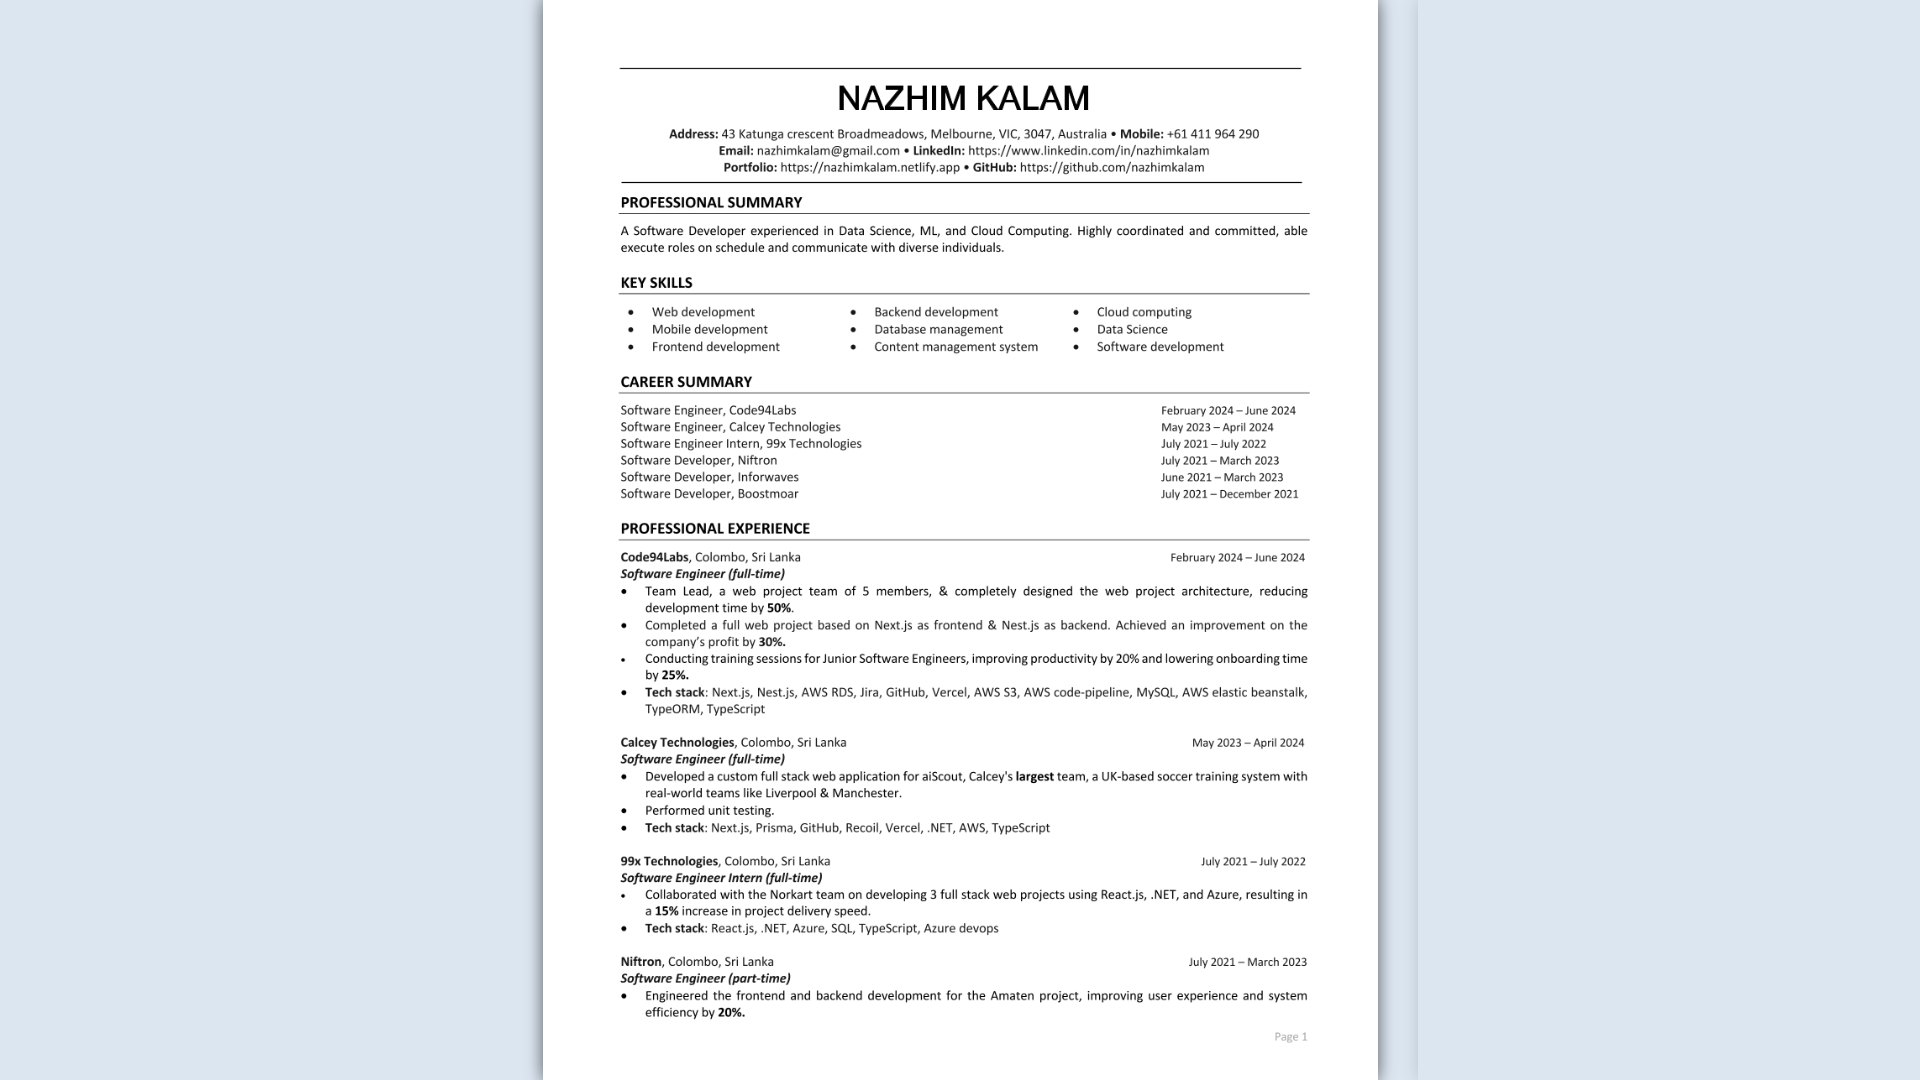 NAZHIM KALAM
Address: 43 Katunga crescent Broadmeadows, Melbourne, VIC, 3047, Australia • Mobile: +61 411 964 290
Email: nazhimkalam@gmail.com • LinkedIn: https://www.linkedin.com/in/nazhimkalam
Portfolio: https://nazhimkalam.netlify.app • GitHub: https://github.com/nazhimkalam
PROFESSIONAL SUMMARY
A Software Developer experienced in Data Science, ML, and Cloud Computing. Highly coordinated and committed, able
execute roles on schedule and communicate with diverse individuals.
KEY SKILLS
• Web development • Backend development • Cloud computing
• Mobile development • Database management • Data Science
• Frontend development • Content management system • Software development
CAREER SUMMARY
Software Engineer, Code94Labs February 2024 – June 2024
Software Engineer, Calcey Technologies May 2023 – April 2024
Software Engineer Intern, 99x Technologies July 2021 – July 2022
Software Developer, Niftron July 2021 – March 2023
Software Developer, Inforwaves June 2021 – March 2023
Software Developer, Boostmoar July 2021 – December 2021
PROFESSIONAL EXPERIENCE
Code94Labs, Colombo, Sri Lanka February 2024 – June 2024
Software Engineer (full-time)
• Team Lead, a web project team of 5 members, & completely designed the web project architecture, reducing
development time by 50%.
• Completed a full web project based on Next.js as frontend & Nest.js as backend. Achieved an improvement on the
company's profit by 30%.
• Conducting training sessions for Junior Software Engineers, improving productivity by 20% and lowering onboarding time
by 25%.
• Tech stack: Next.js, Nest.js, AWS RDS, Jira, GitHub, Vercel, AWS S3, AWS code-pipeline, MySQL, AWS elastic beanstalk,
TypeORM, TypeScript
Calcey Technologies, Colombo, Sri Lanka May 2023 – April 2024
Software Engineer (full-time)
• Developed a custom full stack web application for aiScout, Calcey's largest team, a UK-based soccer training system with
real-world teams like Liverpool & Manchester.
• Performed unit testing.
• Tech stack: Next.js, Prisma, GitHub, Recoil, Vercel, .NET, AWS, TypeScript
99x Technologies, Colombo, Sri Lanka July 2021 – July 2022
Software Engineer Intern (full-time)
• Collaborated with the Norkart team on developing 3 full stack web projects using React.js, .NET, and Azure, resulting in
a 15% increase in project delivery speed.
• Tech stack: React.js, .NET, Azure, SQL, TypeScript, Azure devops
Niftron, Colombo, Sri Lanka July 2021 – March 2023
Software Engineer (part-time)
• Engineered the frontend and backend development for the Amaten project, improving user experience and system
efficiency by 20%.
Page 1